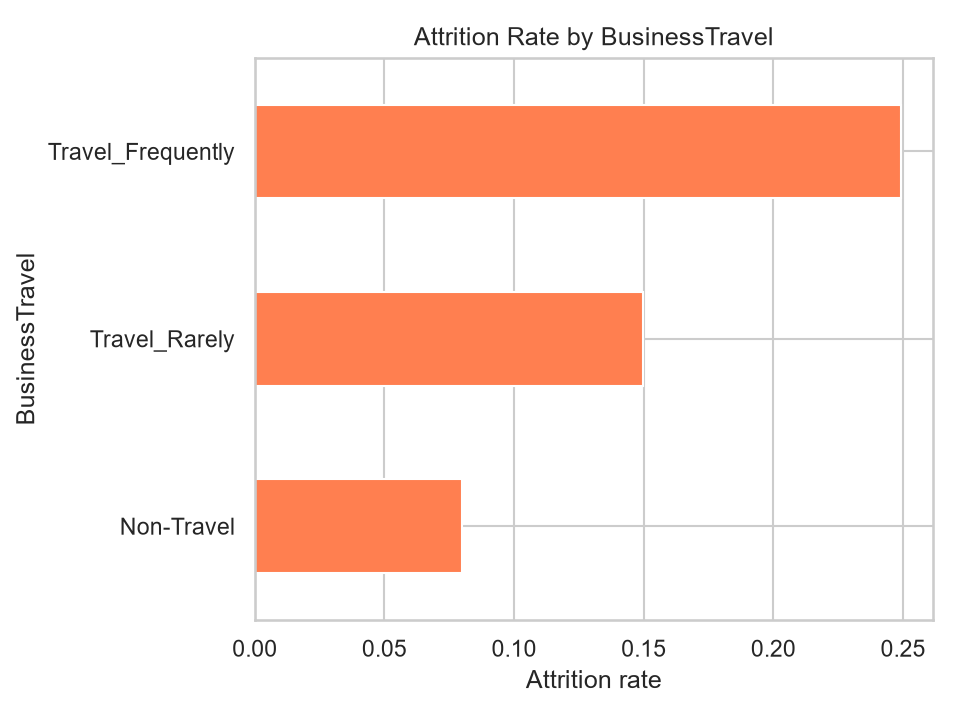 Attrition Rate by BusinessTravel
Travel_Frequently
Travel_Rarely
Non-Travel
BusinessTravel
0.00 0.05 0.10 0.15 0.20 0.25
Attrition rate